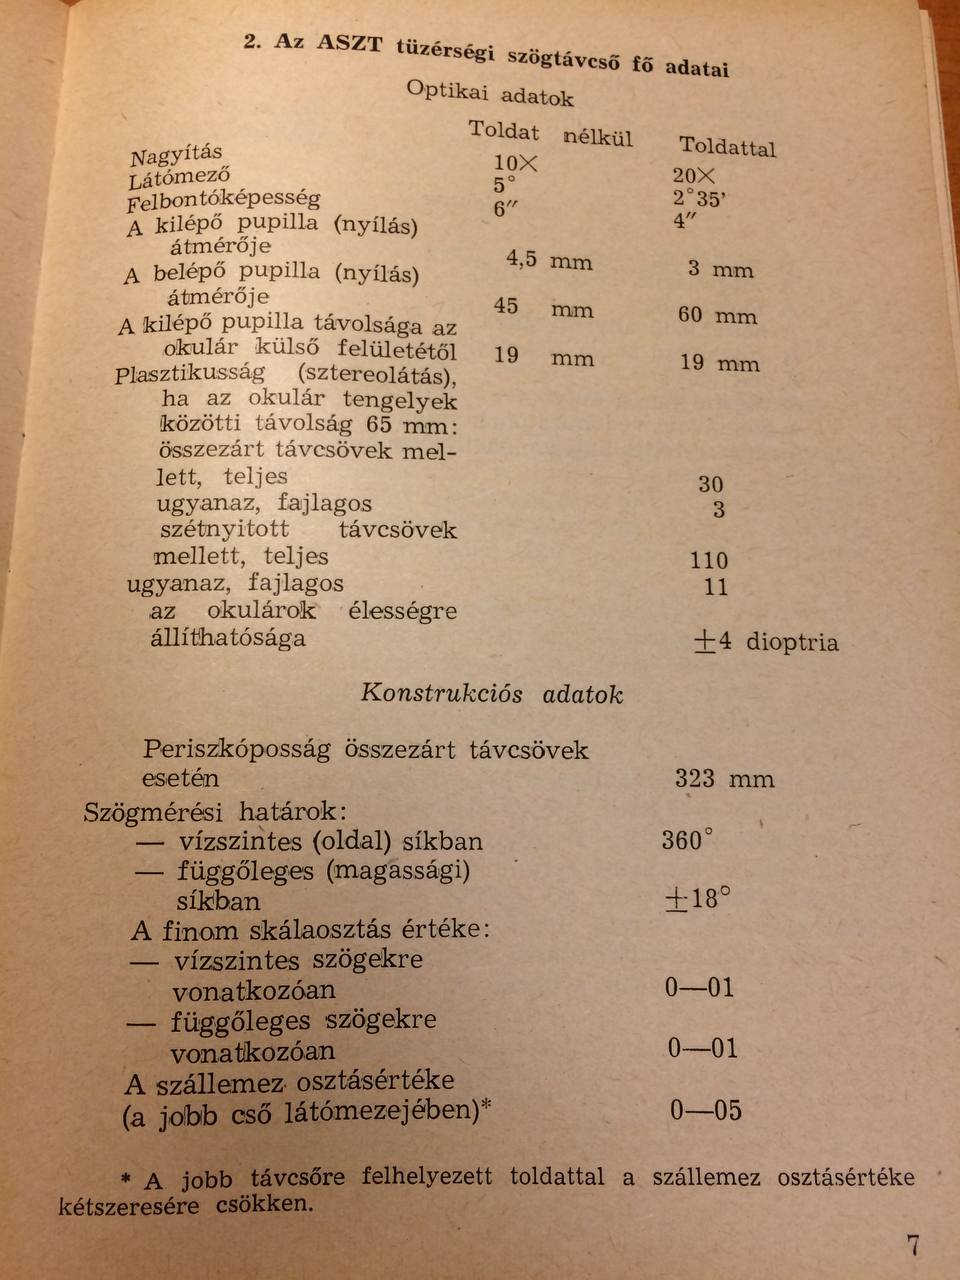 2. Az ASZT tüzérségi szögtávcső fő adatai
Optikai adatok
Toldat nélkül Toldattal
Nagyítás 10X 20X
Látómező 5° 2°35’
Felbontóképesség 6″ 4″
A kilépő pupilla (nyílás)
átmérője 4,5 mm 3 mm
A belépő pupilla (nyílás)
átmérője 45 mm 60 mm
A kilépő pupilla távolsága az
okulár külső felületétől 19 mm 19 mm
Plasztikusság (sztereolátás),
ha az okulár tengelyek
közötti távolság 65 mm:
összezárt távcsövek mel-
lett, teljes 30
ugyanaz, fajlagos 3
szétnyitott távcsövek
mellett, teljes 110
ugyanaz, fajlagos 11
az okulárok élességre
állíthatósága ±4 dioptria
Konstrukciós adatok
Periszkóposság összezárt távcsövek
esetén 323 mm
Szögmérési határok:
— vízszintes (oldal) síkban 360°
— függőleges (magassági)
síkban ±18°
A finom skálaosztás értéke:
— vízszintes szögekre
vonatkozóan 0—01
— függőleges szögekre
vonatkozóan 0—01
A szállemez osztásértéke
(a jobb cső látómezejében)* 0—05
* A jobb távcsőre felhelyezett toldattal a szállemez osztásértéke
kétszeresére csökken.
7